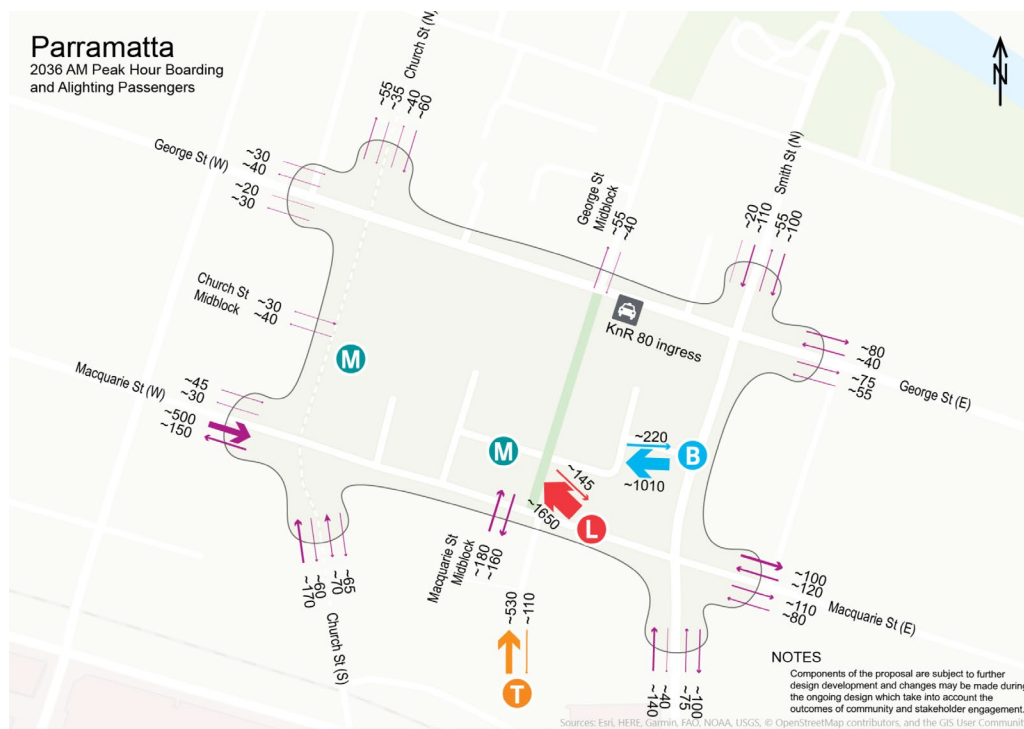 Parramatta
2036 AM Peak Hour Boarding
and Alighting Passengers
N
Church St (N)
~55
~35
~40
~60
George St (W)
~30
~40
~20
~30
George St
Midblock
~55
~40
Smith St (N)
~20
~110
~55
~100
Church St
Midblock
~30
~40
M
KnR 80 ingress
~80
~40
~75
~55
George St (E)
Macquarie St (W)
~45
~30
~500
~150
M
~220
B
~1010
~145
~1650
L
Macquarie St
Midblock
~180
~160
~170
~60
~70
~65
Church St (S)
~530
~110
T
~100
~120
~110
~80
Macquarie St (E)
~140
~40
~75
~100
NOTES
Components of the proposal are subject to further
design development and changes may be made during
the ongoing design which take into account the
outcomes of community and stakeholder engagement.
Sources: Esri, HERE, Garmin, FAO, NOAA, USGS, © OpenStreetMap contributors, and the GIS User Communit